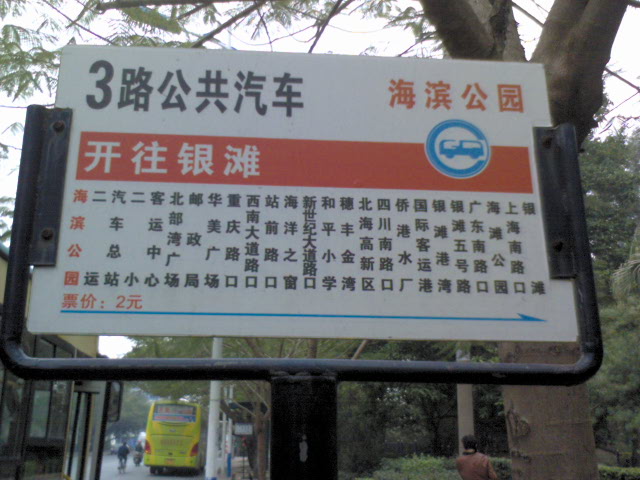 3路公共汽车
海滨公园
开往银滩
海滨公园
二运
汽车总站
二小
客运中心
北部湾广场
邮政局
华美广场
重庆路口
西南大道路口
站前路口
海洋之窗
新世纪大道路口
和平小学
穗丰金湾
北海高新区
四川南路口
侨港水厂
国际客运港
银滩湾
银滩五号路
广东南路口
海滩公园
上海南路口
银滩
票价：2元